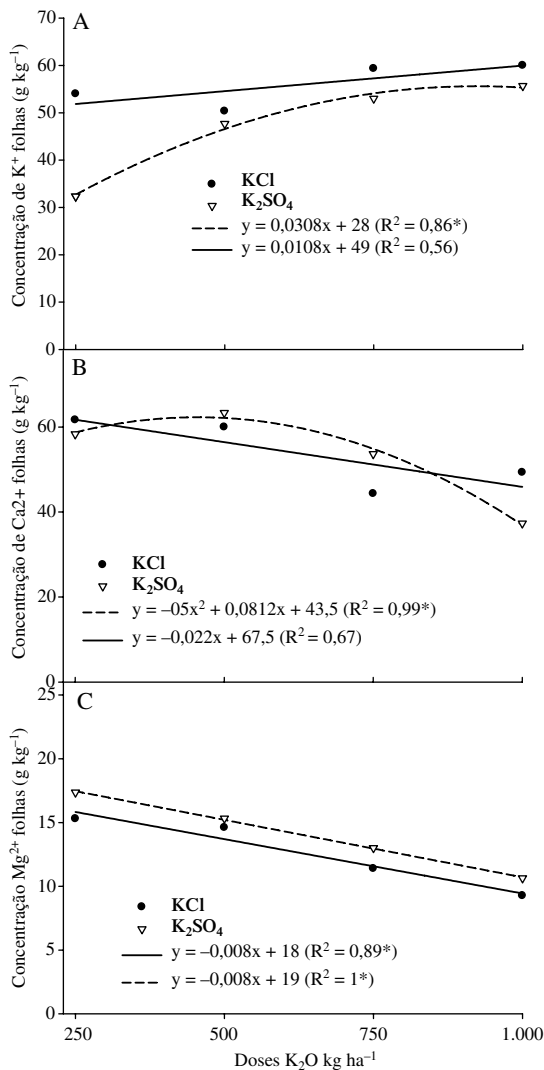 A
Concentração de K⁺ folhas (g kg⁻¹)
70
60
50
40
30
20
10
0
KCl
K₂SO₄
y = 0,0308x + 28 (R² = 0,86*)
y = 0,0108x + 49 (R² = 0,56)
B
Concentração de Ca2+ folhas (g kg⁻¹)
60
40
20
0
KCl
K₂SO₄
y = –05x² + 0,0812x + 43,5 (R² = 0,99*)
y = –0,022x + 67,5 (R² = 0,67)
C
Concentração Mg²⁺ folhas (g kg⁻¹)
25
20
15
10
5
0
KCl
K₂SO₄
y = –0,008x + 18 (R² = 0,89*)
y = –0,008x + 19 (R² = 1*)
250 500 750 1.000
Doses K₂O kg ha⁻¹